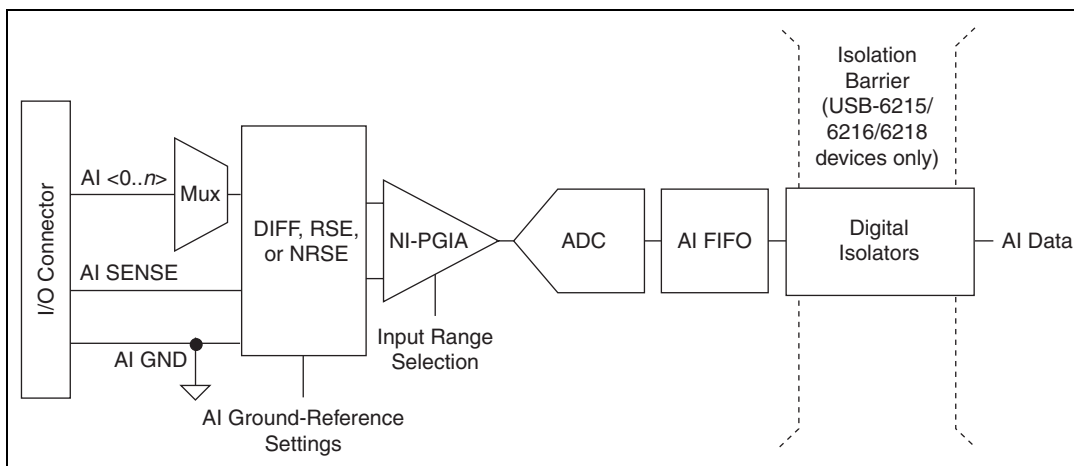 Isolation
Barrier
(USB-6215/
6216/6218
devices only)
I/O Connector
AI <0..n>
Mux
AI SENSE
AI GND
DIFF, RSE,
or NRSE
AI Ground-Reference
Settings
NI-PGIA
Input Range
Selection
ADC
AI FIFO
Digital
Isolators
AI Data